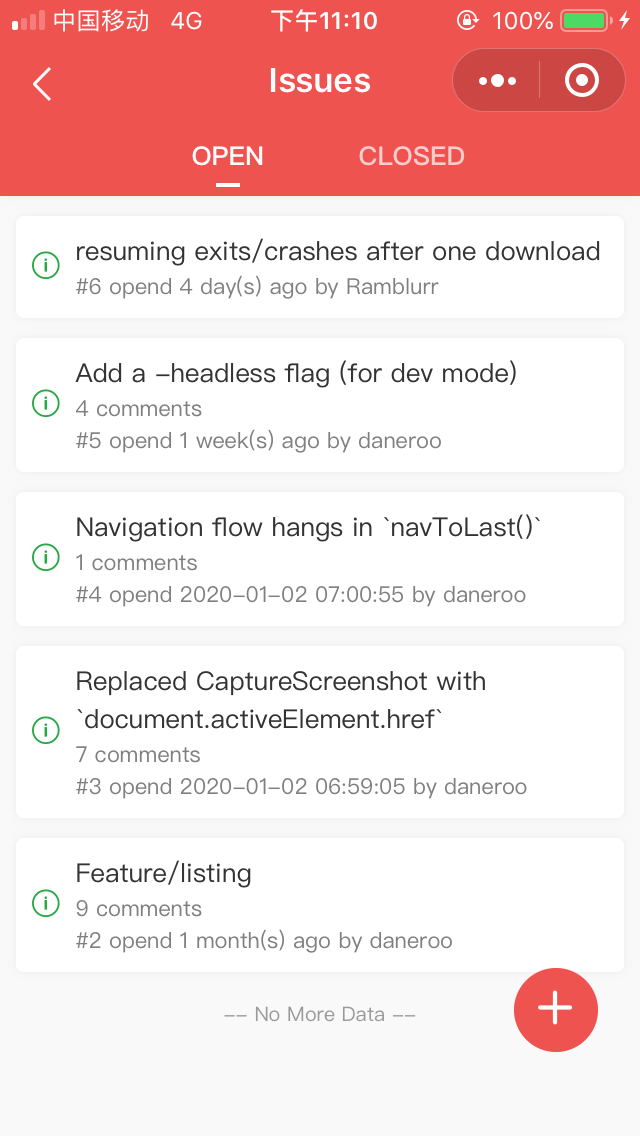 中国移动 4G 下午11:10 100%
Issues
OPEN CLOSED
resuming exits/crashes after one download
#6 opend 4 day(s) ago by Ramblurr
Add a -headless flag (for dev mode)
4 comments
#5 opend 1 week(s) ago by daneroo
Navigation flow hangs in `navToLast()`
1 comments
#4 opend 2020-01-02 07:00:55 by daneroo
Replaced CaptureScreenshot with
`document.activeElement.href`
7 comments
#3 opend 2020-01-02 06:59:05 by daneroo
Feature/listing
9 comments
#2 opend 1 month(s) ago by daneroo
-- No More Data --